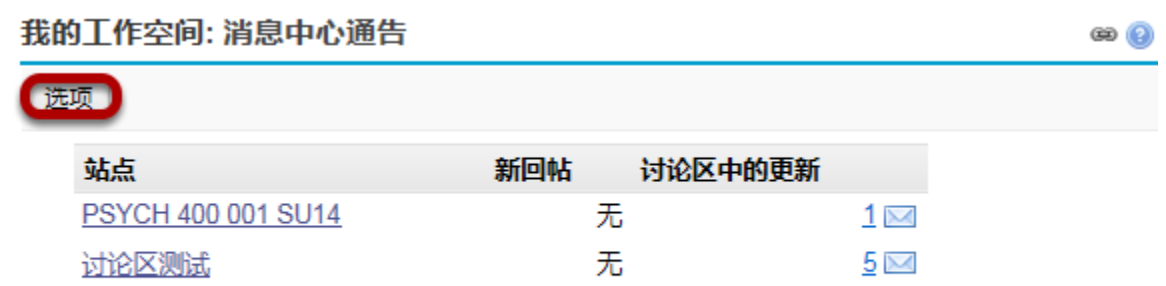 我的工作空间: 消息中心通告
选项
站点 新回帖 讨论区中的更新
PSYCH 400 001 SU14 无 1
讨论区测试 无 5